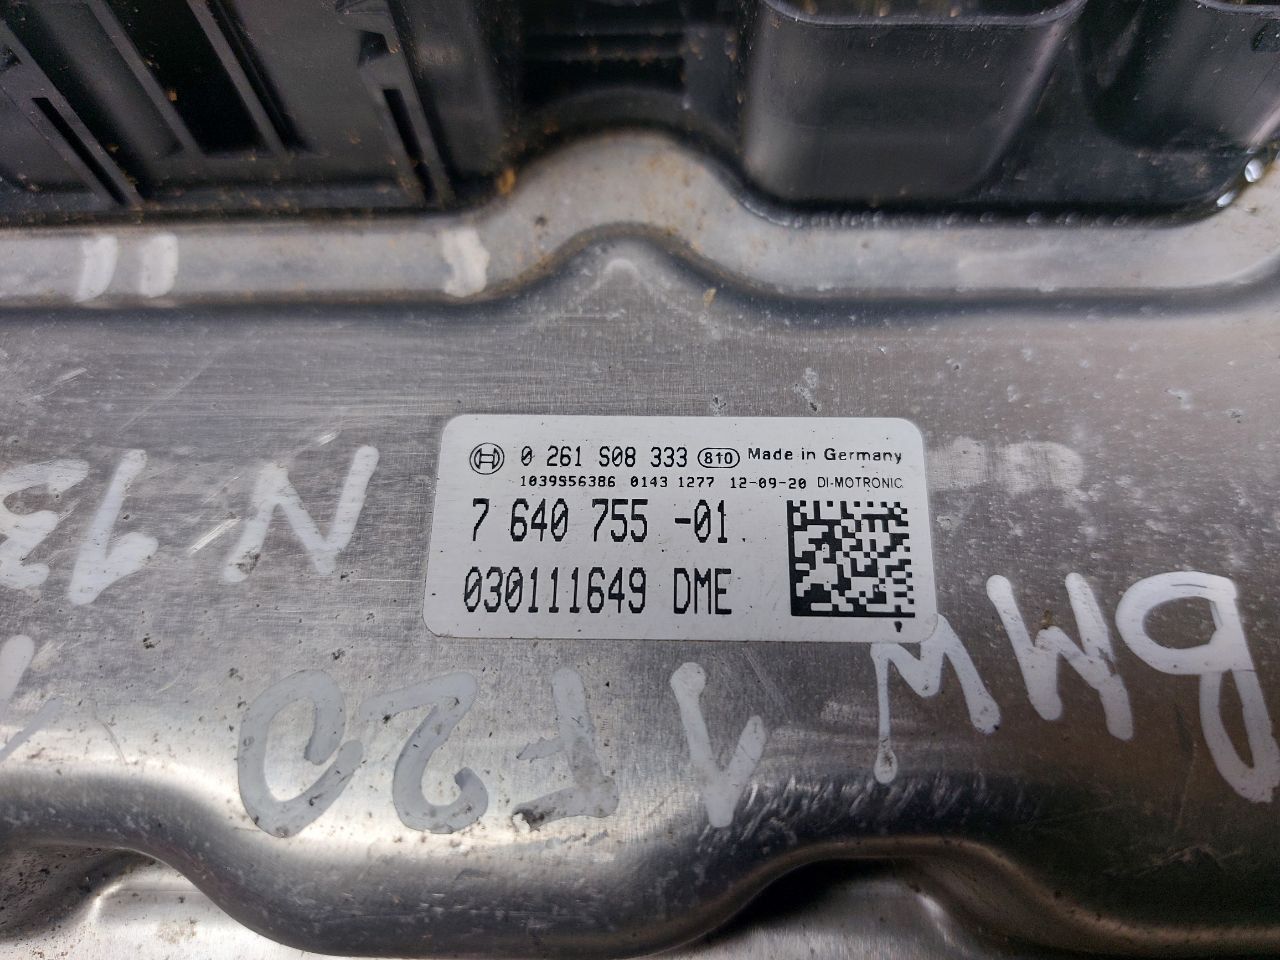 0 261 S08 333 810 Made in Germany
1039S56386 0143 1277 12-09-20 DI-MOTRONIC
7 640 755 -01
030111649 DME
BMW 1 F20
N 13